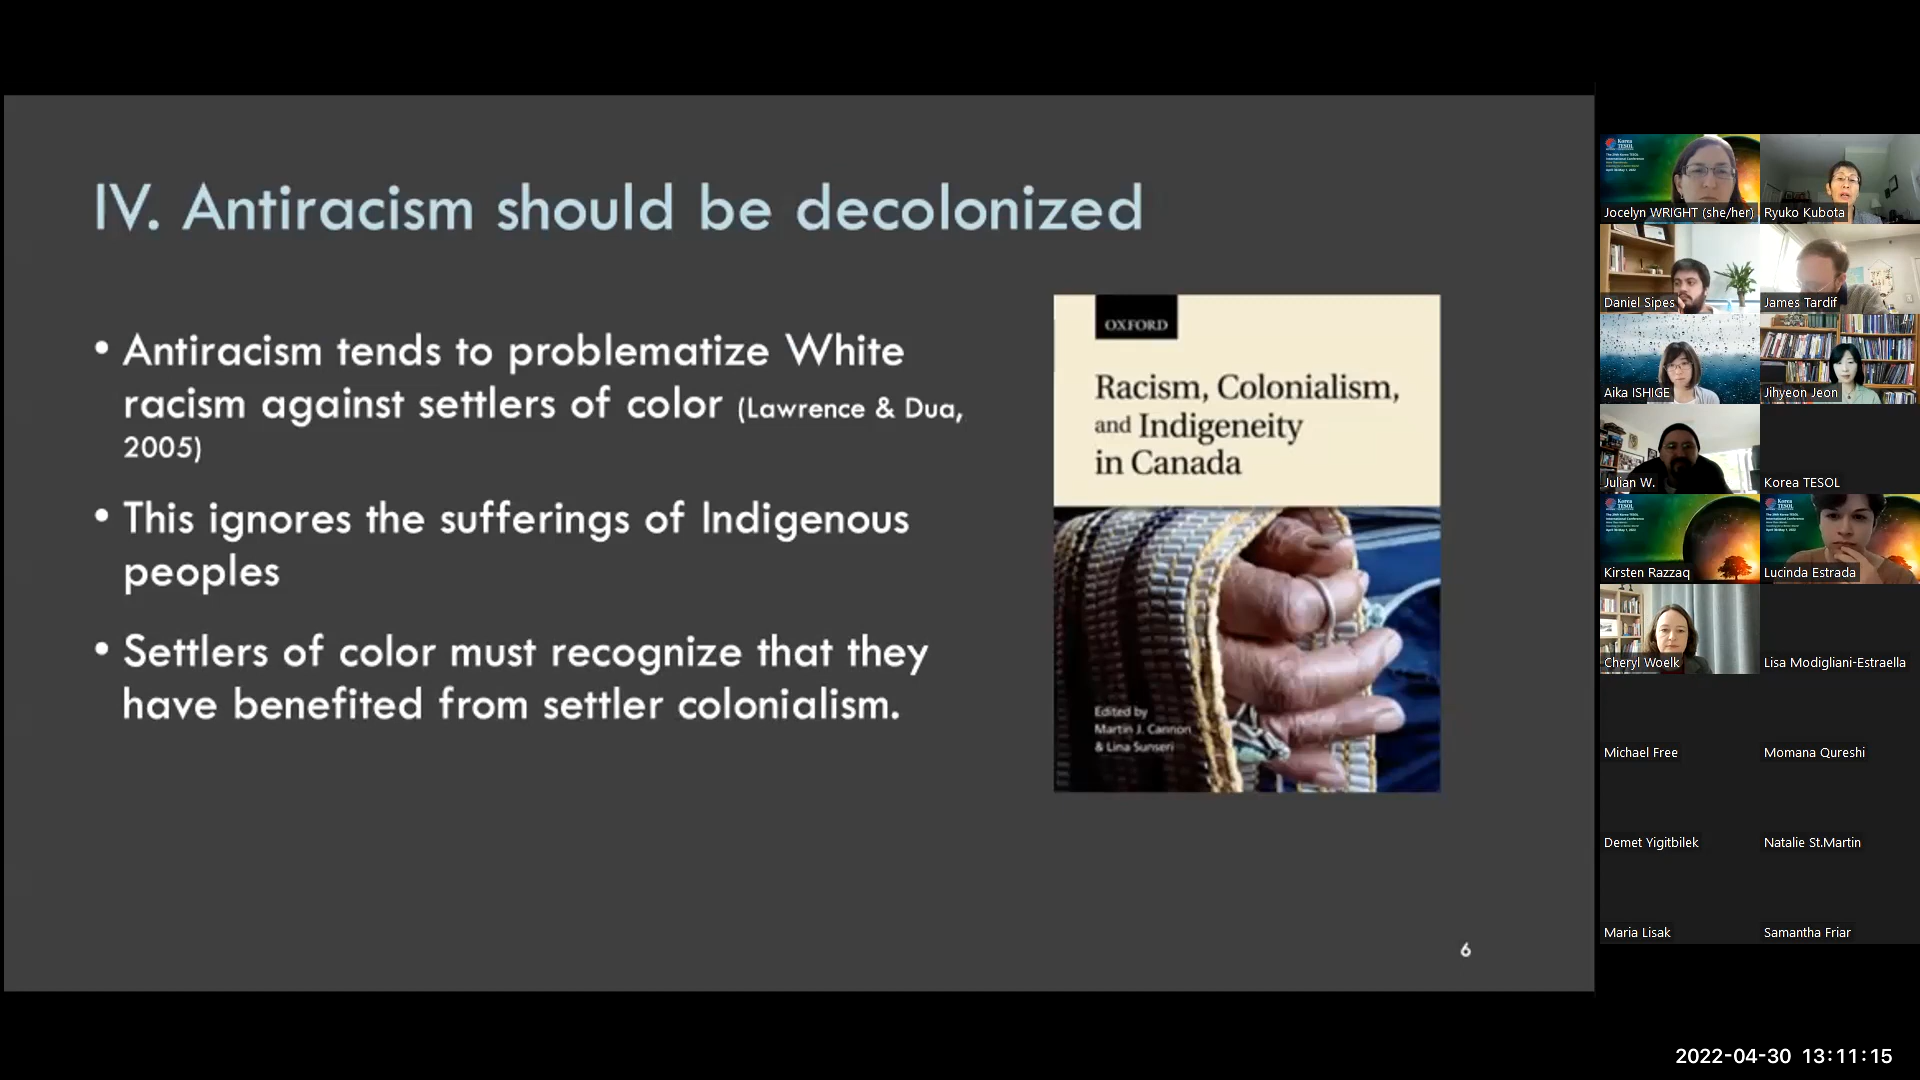 IV. Antiracism should be decolonized
• Antiracism tends to problematize White
racism against settlers of color (Lawrence & Dua,
2005)
• This ignores the sufferings of Indigenous
peoples
• Settlers of color must recognize that they
have benefited from settler colonialism.
OXFORD
Racism, Colonialism,
and Indigeneity
in Canada
Edited by
Martin J. Cannon
& Lina Sunseri
6
Korea
TESOL
Jocelyn WRIGHT (she/her)
Ryuko Kubota
Daniel Sipes
James Tardif
Aika ISHIGE
Jihyeon Jeon
Julian W.
Korea TESOL
Kirsten Razzaq
Lucinda Estrada
Cheryl Woelk
Lisa Modigliani-Estraella
Michael Free
Momana Qureshi
Demet Yigitbilek
Natalie St.Martin
Maria Lisak
Samantha Friar
2022-04-30 13:11:15